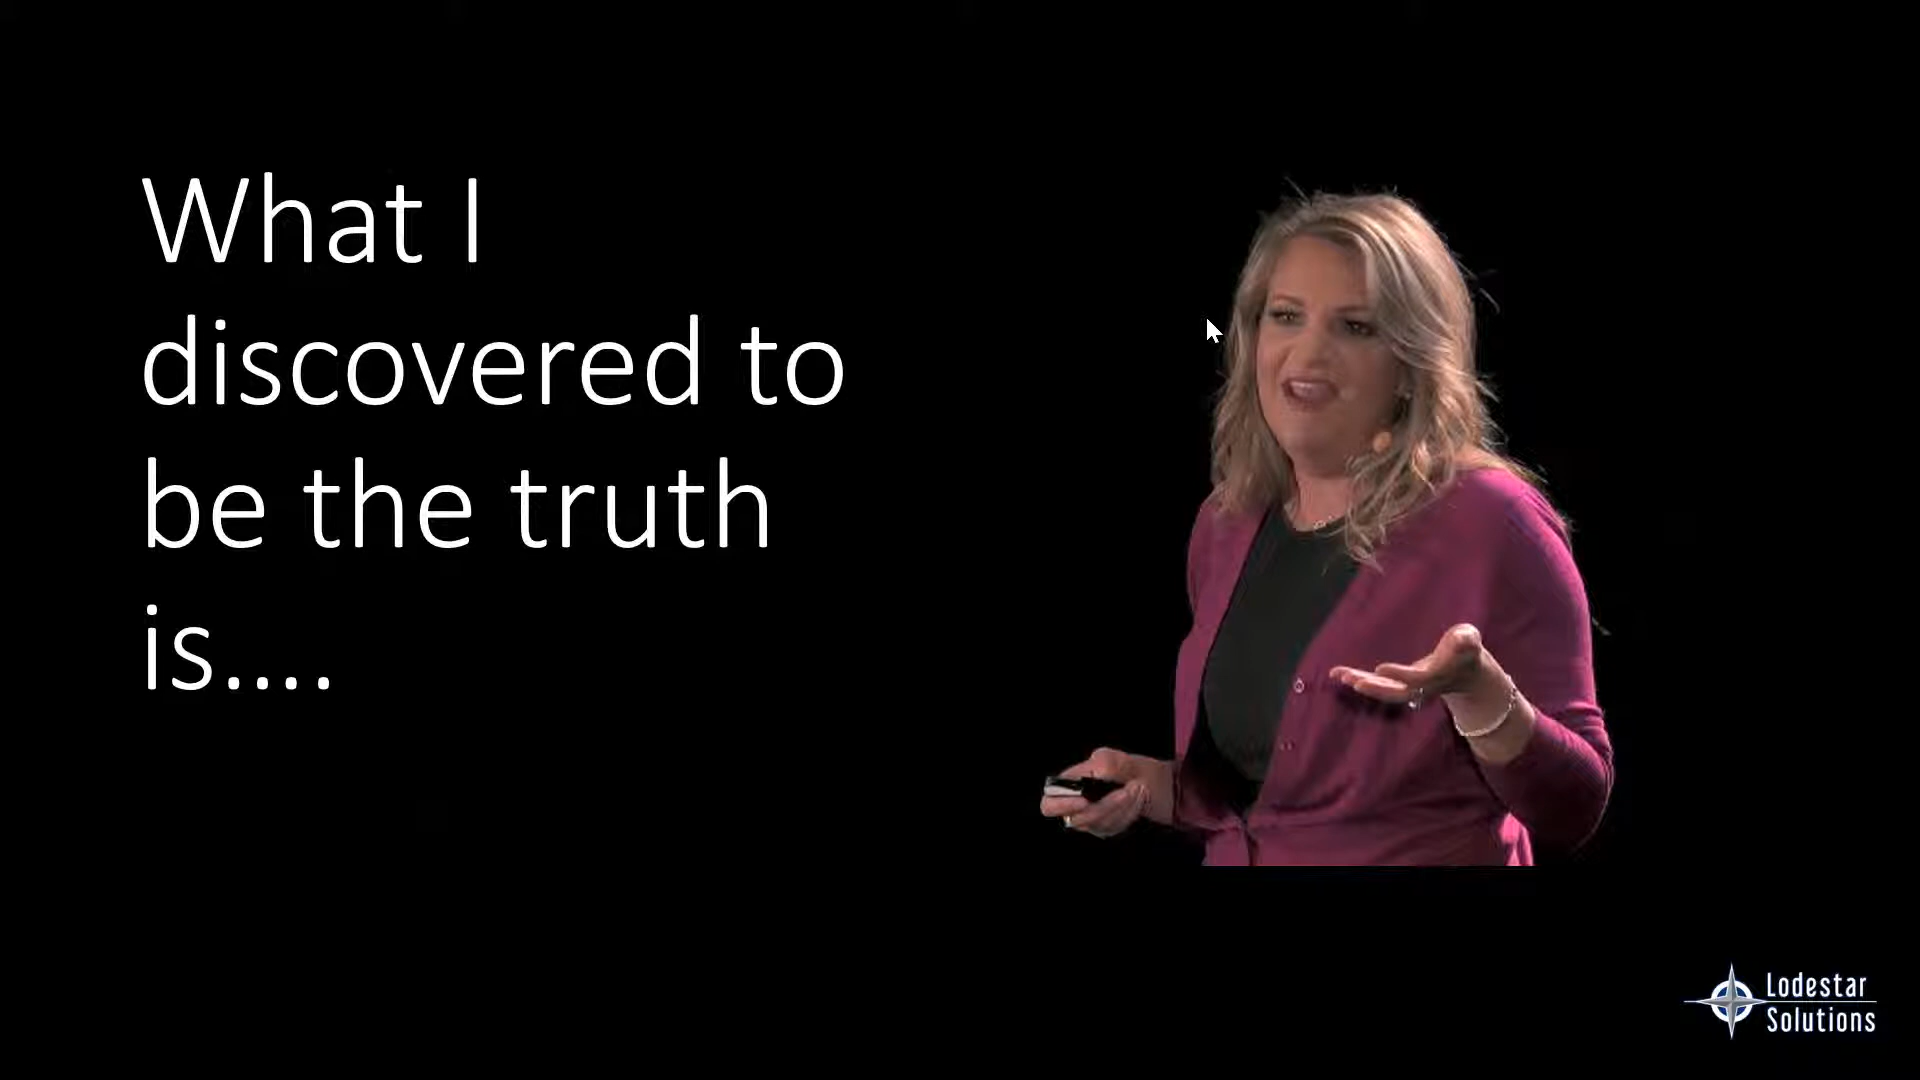 What I
discovered to
be the truth
is....
Lodestar
Solutions